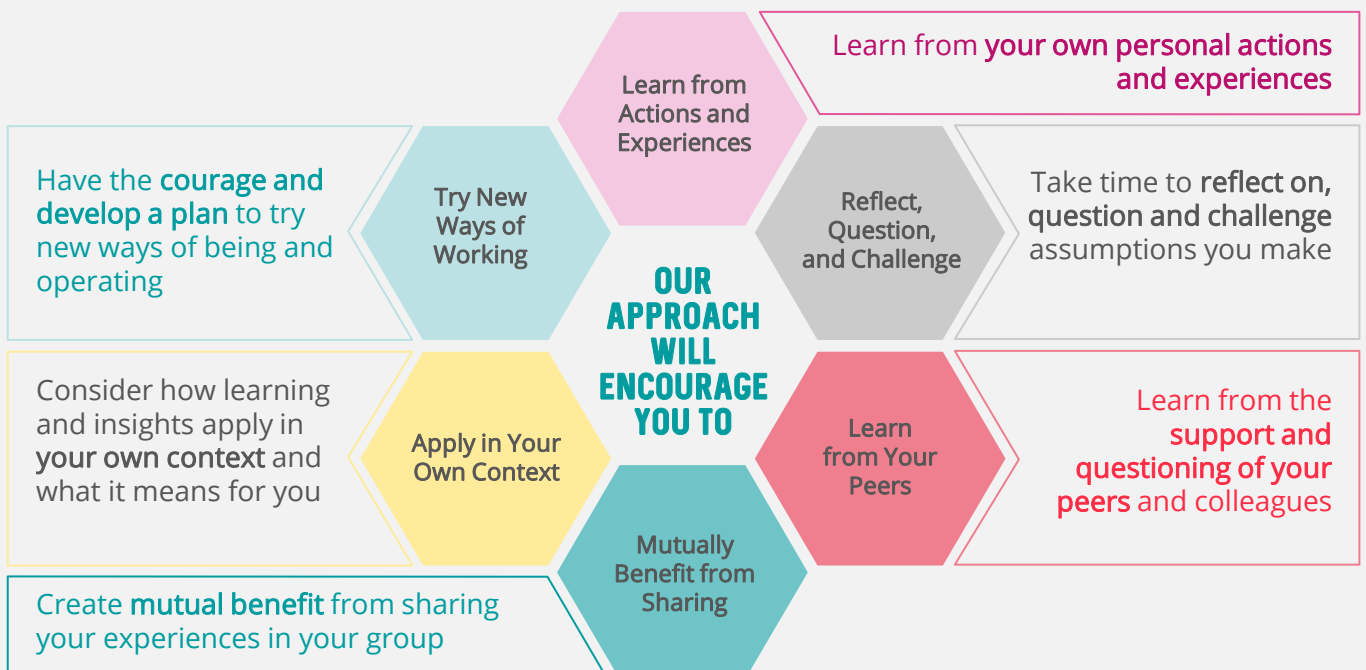 Learn from
Actions and
Experiences
Learn from your own personal actions
and experiences
Have the courage and
develop a plan to try
new ways of being and
operating
Try New
Ways of
Working
Reflect,
Question,
and Challenge
Take time to reflect on,
question and challenge
assumptions you make
OUR
APPROACH
WILL
ENCOURAGE
YOU TO
Consider how learning
and insights apply in
your own context and
what it means for you
Apply in Your
Own Context
Learn
from Your
Peers
Learn from the
support and
questioning of your
peers and colleagues
Mutually
Benefit from
Sharing
Create mutual benefit from sharing
your experiences in your group